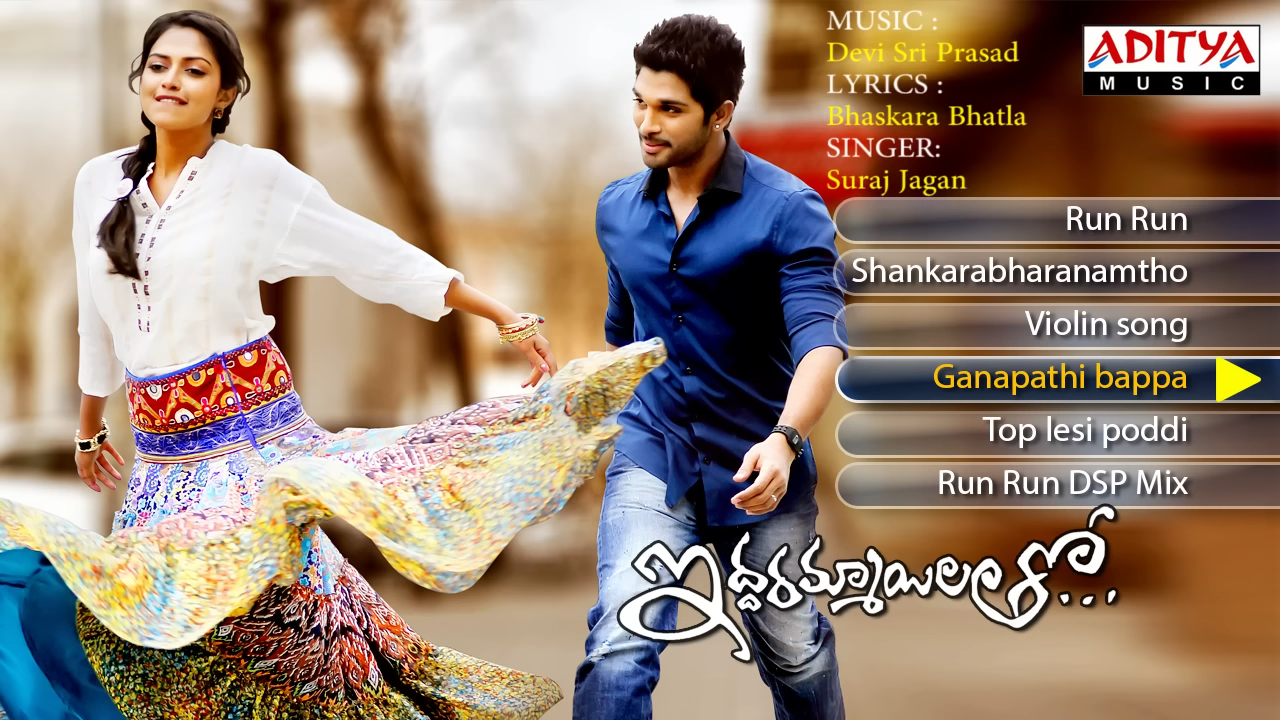 MUSIC :
Devi Sri Prasad
LYRICS :
Bhaskara Bhatla
SINGER:
Suraj Jagan
ADITYA
MUSIC
Run Run
Shankarabharanamtho
Violin song
Ganapathi bappa
Top lesi poddi
Run Run DSP Mix
ఇద్దరమ్మాయిలతో...